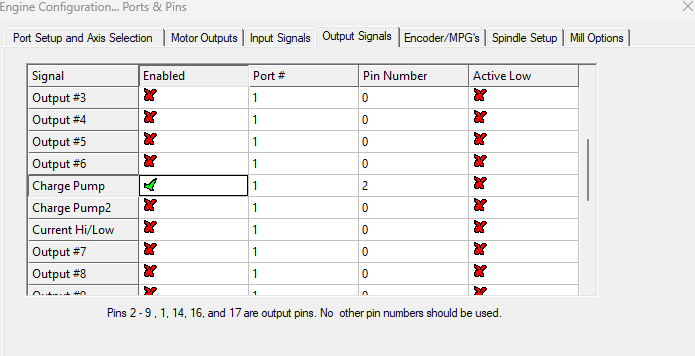 Engine Configuration... Ports & Pins
Port Setup and Axis Selection Motor Outputs Input Signals Output Signals Encoder/MPG's Spindle Setup Mill Options
Signal Enabled Port # Pin Number Active Low
Output #3 1 0
Output #4 1 0
Output #5 1 0
Output #6 1 0
Charge Pump 1 2
Charge Pump2 1 0
Current Hi/Low 1 0
Output #7 1 0
Output #8 1 0
Output #9 1 0
Pins 2 - 9 , 1, 14, 16, and 17 are output pins. No other pin numbers should be used.